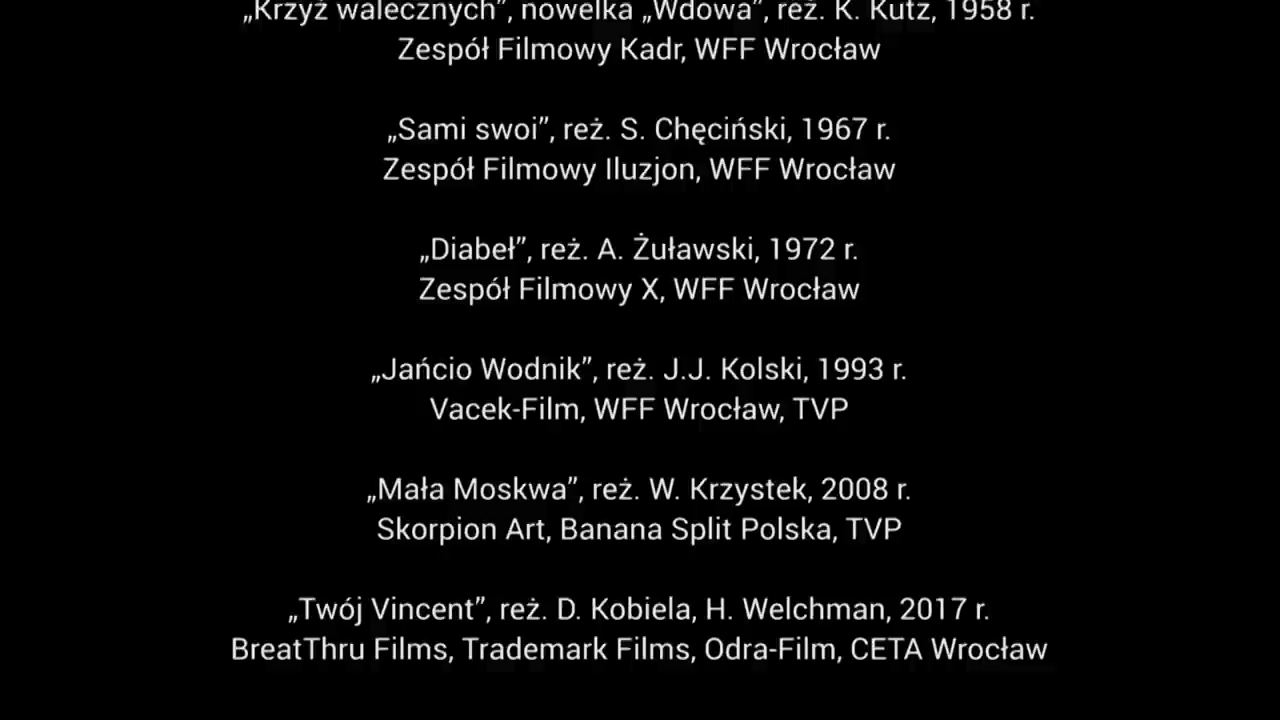 „Krzyż walecznych”, nowelka „Wdowa”, reż. K. Kutz, 1958 r.
Zespół Filmowy Kadr, WFF Wrocław
„Sami swoi”, reż. S. Chęciński, 1967 r.
Zespół Filmowy Iluzjon, WFF Wrocław
„Diabeł”, reż. A. Żuławski, 1972 r.
Zespół Filmowy X, WFF Wrocław
„Jańcio Wodnik”, reż. J.J. Kolski, 1993 r.
Vacek-Film, WFF Wrocław, TVP
„Mała Moskwa”, reż. W. Krzystek, 2008 r.
Skorpion Art, Banana Split Polska, TVP
„Twój Vincent”, reż. D. Kobiela, H. Welchman, 2017 r.
BreatThru Films, Trademark Films, Odra-Film, CETA Wrocław